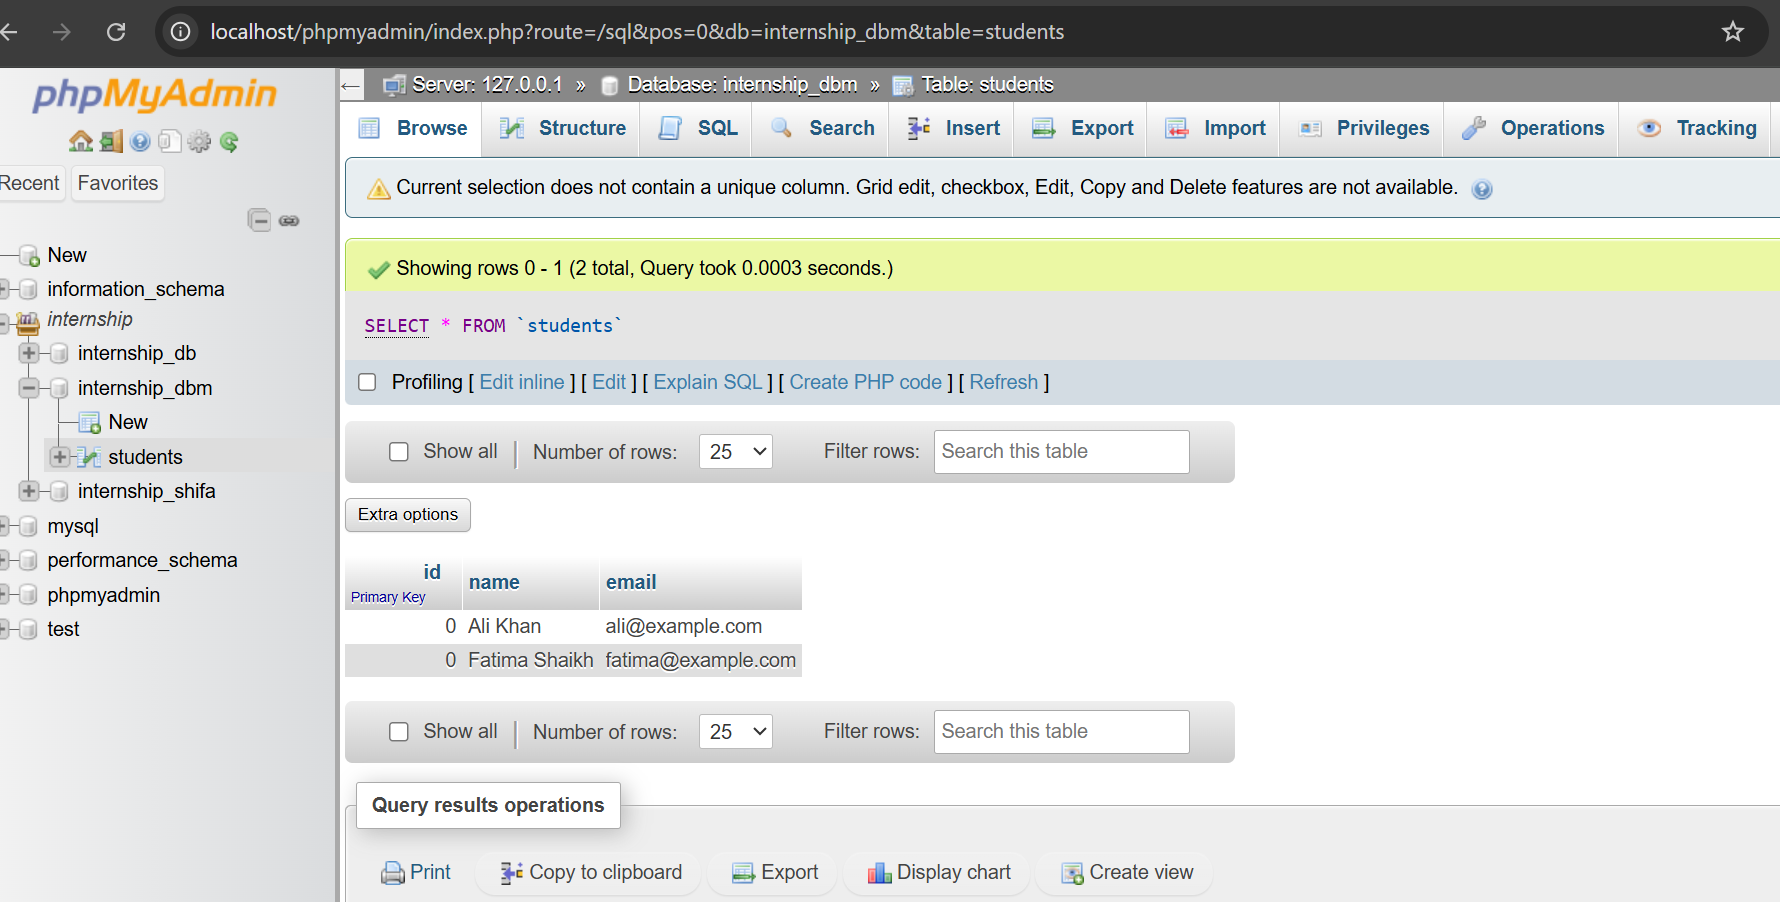 localhost/phpmyadmin/index.php?route=/sql&pos=0&db=internship_dbm&table=students
phpMyAdmin
Recent Favorites
New
information_schema
internship
internship_db
internship_dbm
New
students
internship_shifa
mysql
performance_schema
phpmyadmin
test
Server: 127.0.0.1 » Database: internship_dbm » Table: students
Browse Structure SQL Search Insert Export Import Privileges Operations Tracking
Current selection does not contain a unique column. Grid edit, checkbox, Edit, Copy and Delete features are not available.
Showing rows 0 - 1 (2 total, Query took 0.0003 seconds.)
SELECT * FROM `students`
Profiling [ Edit inline ] [ Edit ] [ Explain SQL ] [ Create PHP code ] [ Refresh ]
Show all | Number of rows: 25 Filter rows: Search this table
Extra options
id name email
Primary Key
0 Ali Khan ali@example.com
0 Fatima Shaikh fatima@example.com
Show all | Number of rows: 25 Filter rows: Search this table
Query results operations
Print Copy to clipboard Export Display chart Create view